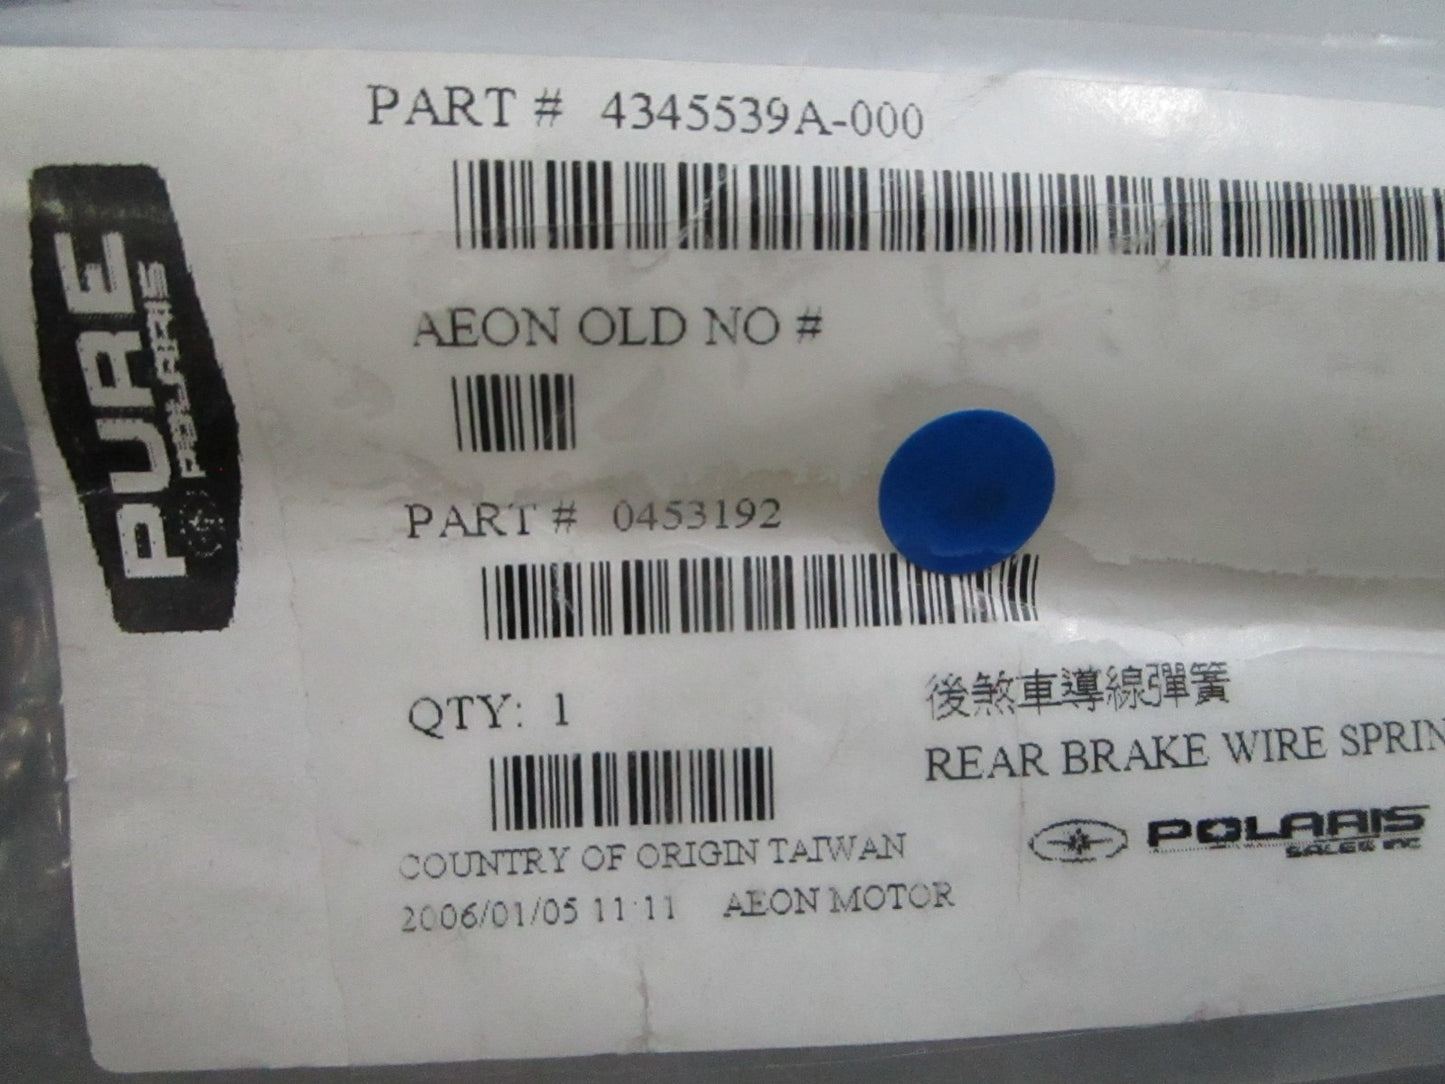 PART # 4345539A-000
PURE
POLARIS
AEON OLD NO #
PART # 0453192
QTY: 1
後煞車導線彈簧
REAR BRAKE WIRE SPRIN
POLARIS
SALES INC
COUNTRY OF ORIGIN TAIWAN
2006/01/05 11:11 AEON MOTOR